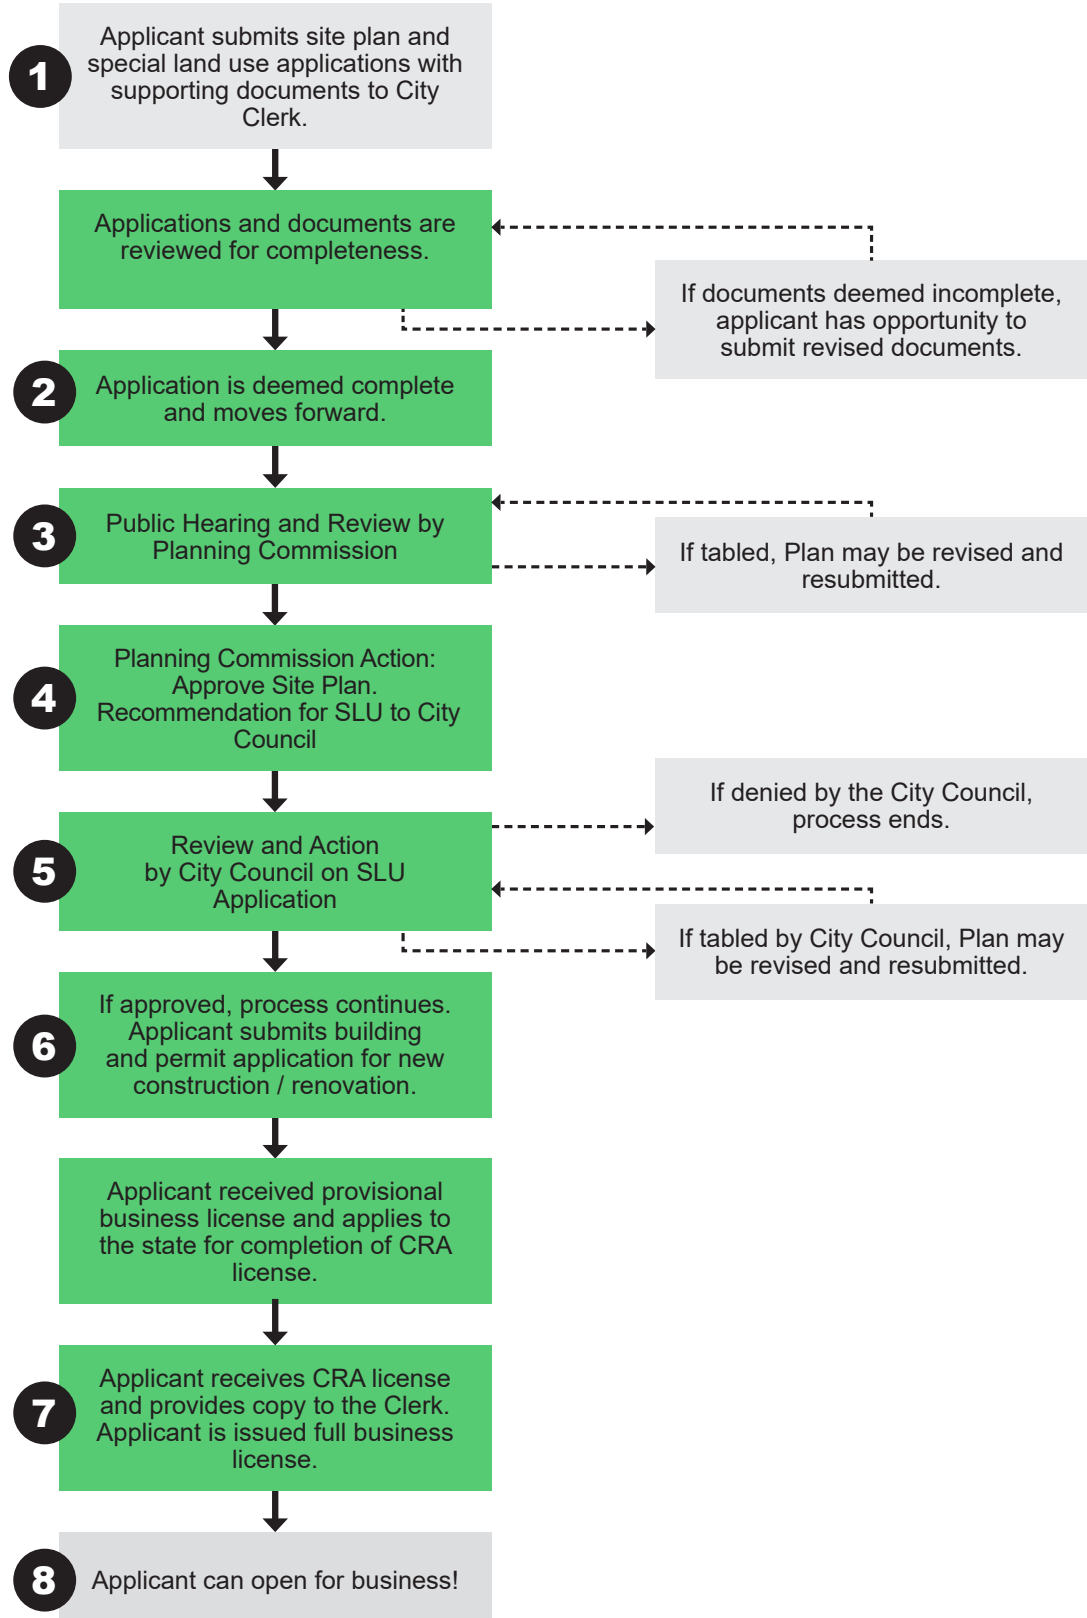 1
Applicant submits site plan and
special land use applications with
supporting documents to City
Clerk.
Applications and documents are
reviewed for completeness.
If documents deemed incomplete,
applicant has opportunity to
submit revised documents.
2
Application is deemed complete
and moves forward.
3
Public Hearing and Review by
Planning Commission
If tabled, Plan may be revised and
resubmitted.
4
Planning Commission Action:
Approve Site Plan.
Recommendation for SLU to City
Council
If denied by the City Council,
process ends.
5
Review and Action
by City Council on SLU
Application
If tabled by City Council, Plan may
be revised and resubmitted.
6
If approved, process continues.
Applicant submits building
and permit application for new
construction / renovation.
Applicant received provisional
business license and applies to
the state for completion of CRA
license.
7
Applicant receives CRA license
and provides copy to the Clerk.
Applicant is issued full business
license.
8
Applicant can open for business!